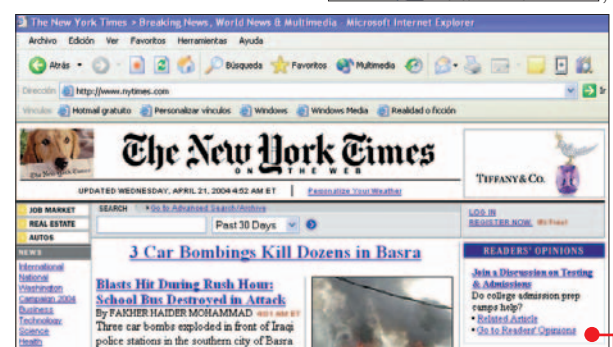 The New York Times > Breaking News, World News & Multimedia - Microsoft Internet Explorer
Archivo Edición Ver Favoritos Herramientas Ayuda
Atrás Búsqueda Favoritos Multimedia
Dirección http://www.nytimes.com Ir
Vínculos Hotmail gratuito Personalizar vínculos Windows Windows Media Realidad o ficción
The New York Times
ON THE WEB
TIFFANY & CO.
UPDATED WEDNESDAY, APRIL 21, 2004 4:52 AM ET | Personalize Your Weather
JOB MARKET
REAL ESTATE
AUTOS
NEWS
International
National
Washington
Campaign 2004
Business
Technology
Science
Health
SEARCH Go to Advanced Search/Archive
Past 30 Days
3 Car Bombings Kill Dozens in Basra
Blasts Hit During Rush Hour:
School Bus Destroyed in Attack
By FAKHER HAIDER MOHAMMAD 4:01 AM ET
Three car bombs exploded in front of Iraqi
police stations in the southern city of Basra
LOG IN
REGISTER NOW. It's Free!
READERS' OPINIONS
Join a Discussion on Testing
& Admissions
Do college admission prep
camps help?
• Related Article
• Go to Readers' Opinions